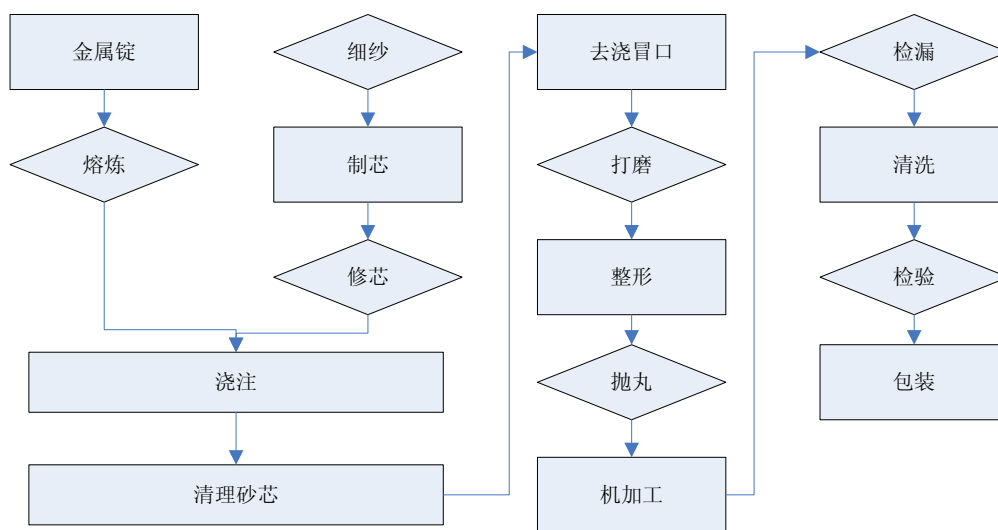 金属锭
熔炼
细纱
制芯
修芯
浇注
清理砂芯
去浇冒口
打磨
整形
抛丸
机加工
检漏
清洗
检验
包装